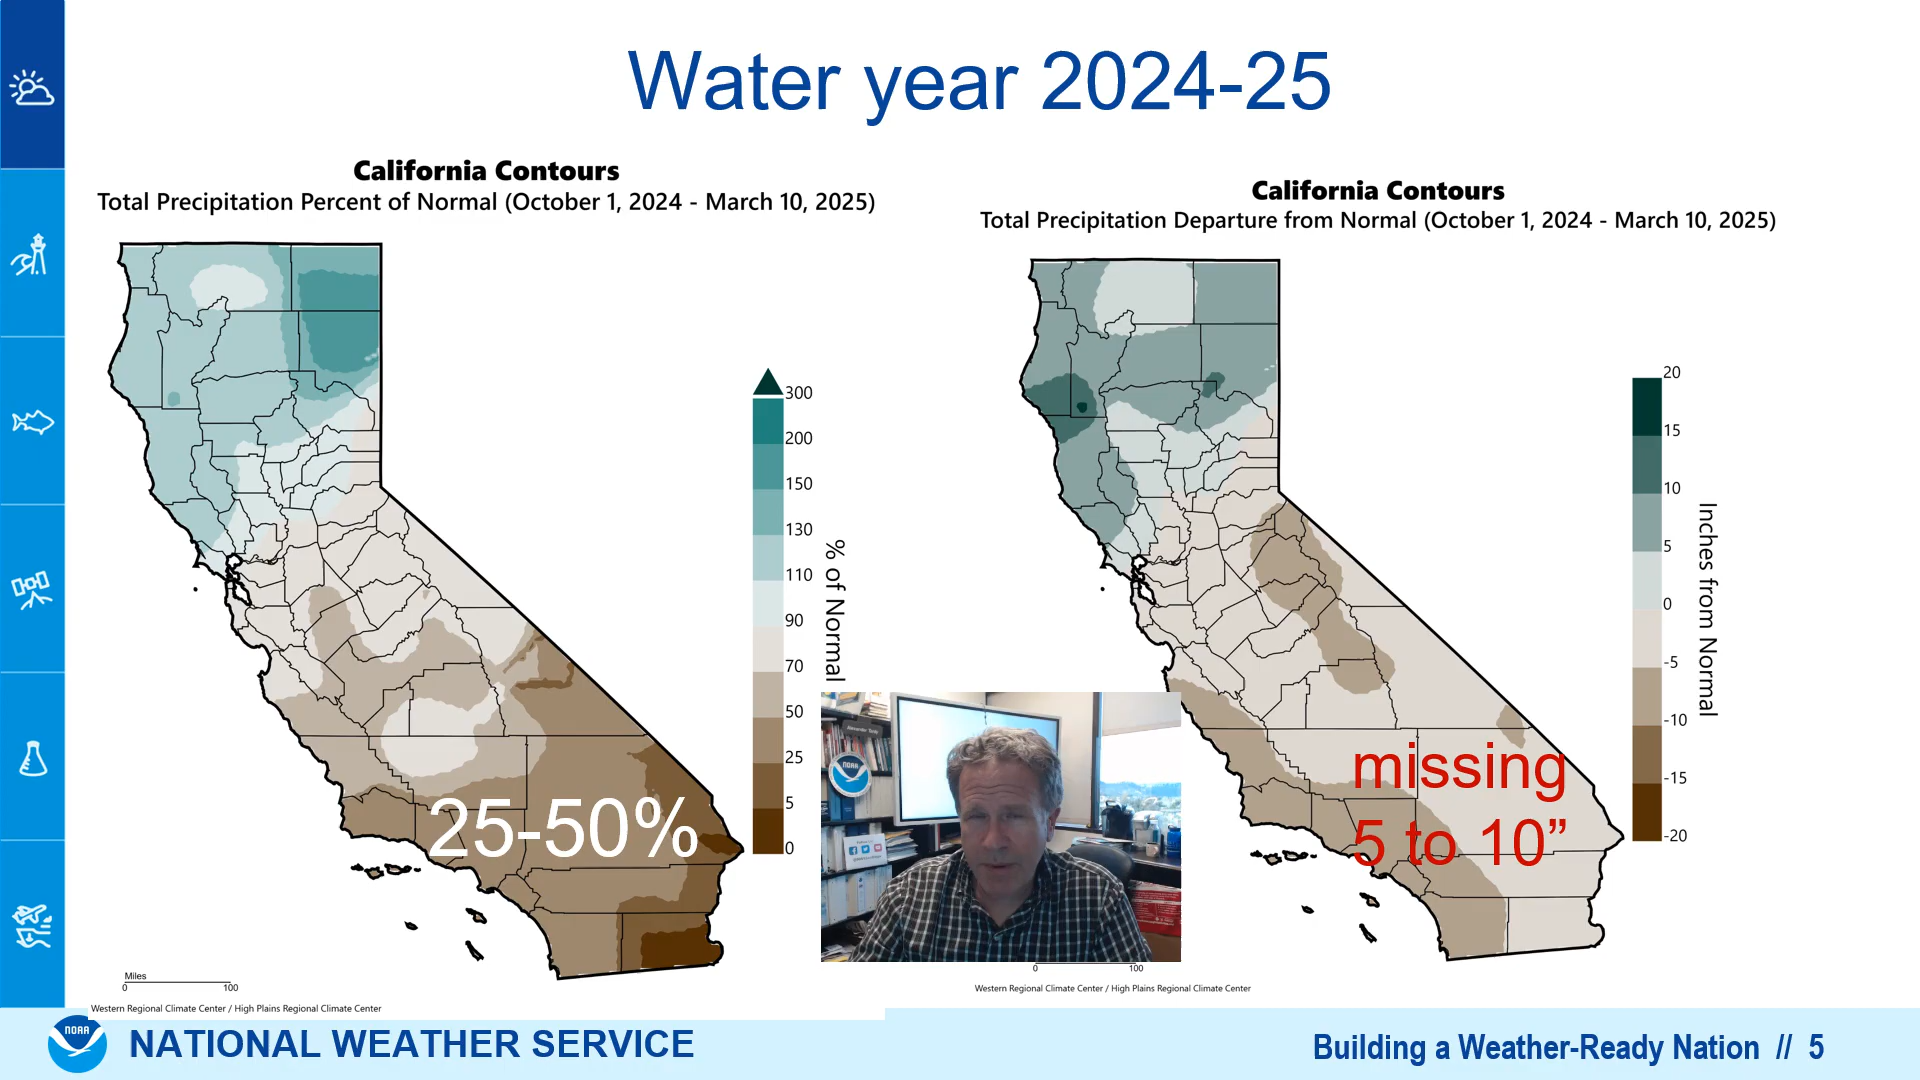 Water year 2024-25
California Contours
Total Precipitation Percent of Normal (October 1, 2024 - March 10, 2025)
300
200
150
130
110
90
70
50
25
5
0
% of Normal
25-50%
Miles
0 100
Western Regional Climate Center / High Plains Regional Climate Center
California Contours
Total Precipitation Departure from Normal (October 1, 2024 - March 10, 2025)
20
15
10
5
0
-5
-10
-15
-20
Inches from Normal
missing
5 to 10”
0 100
Western Regional Climate Center / High Plains Regional Climate Center
NOAA
NOAA
NATIONAL WEATHER SERVICE
Building a Weather-Ready Nation // 5